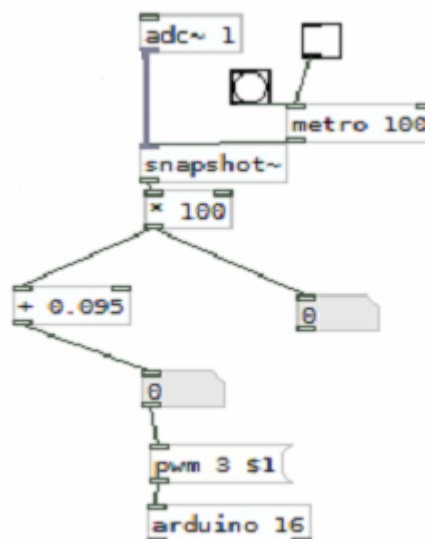 adc~ 1
metro 100
snapshot~
* 100
+ 0.095
0
0
pwm 3 $1
arduino 16